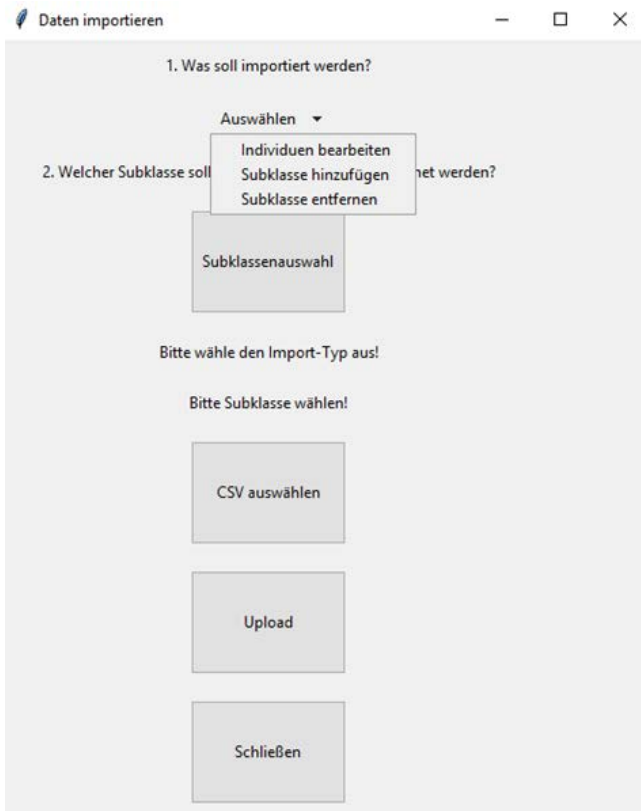 Daten importieren
1. Was soll importiert werden?
Auswählen
Individuen bearbeiten
2. Welcher Subklasse soll werden?
Subklasse hinzufügen
Subklasse entfernen
Subklassenauswahl
Bitte wähle den Import-Typ aus!
Bitte Subklasse wählen!
CSV auswählen
Upload
Schließen